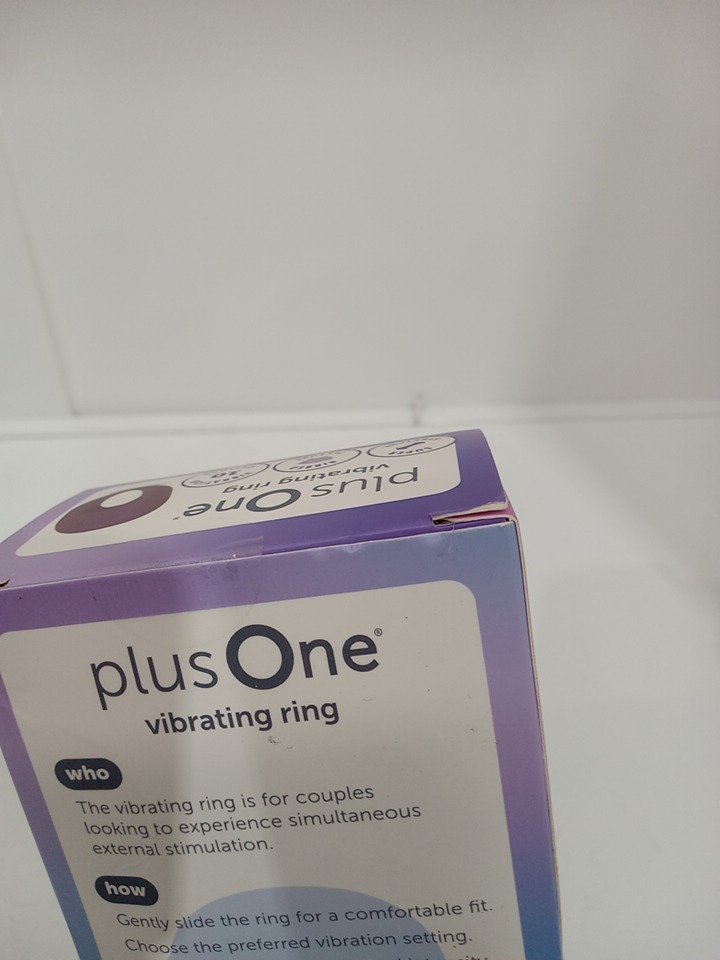 plusOne
vibrating ring
plusOne®
vibrating ring
who
The vibrating ring is for couples
looking to experience simultaneous
external stimulation.
how
Gently slide the ring for a comfortable fit.
Choose the preferred vibration setting.